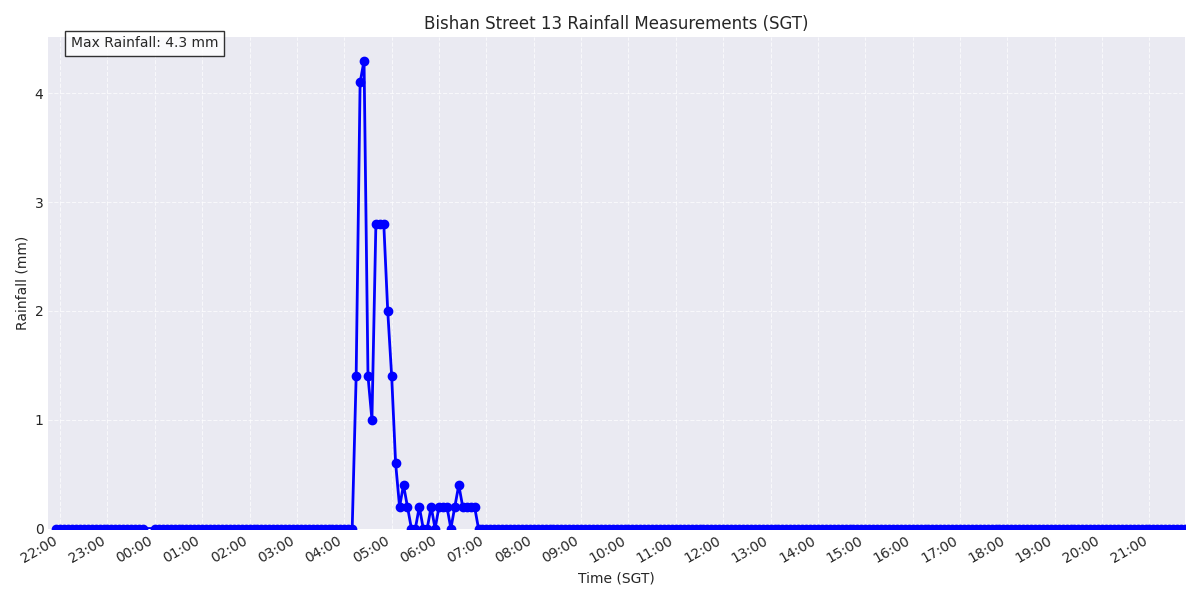 Bishan Street 13 Rainfall Measurements (SGT)
Max Rainfall: 4.3 mm
Rainfall (mm)
4
3
2
1
0
22:00 23:00 00:00 01:00 02:00 03:00 04:00 05:00 06:00 07:00 08:00 09:00 10:00 11:00 12:00 13:00 14:00 15:00 16:00 17:00 18:00 19:00 20:00 21:00
Time (SGT)